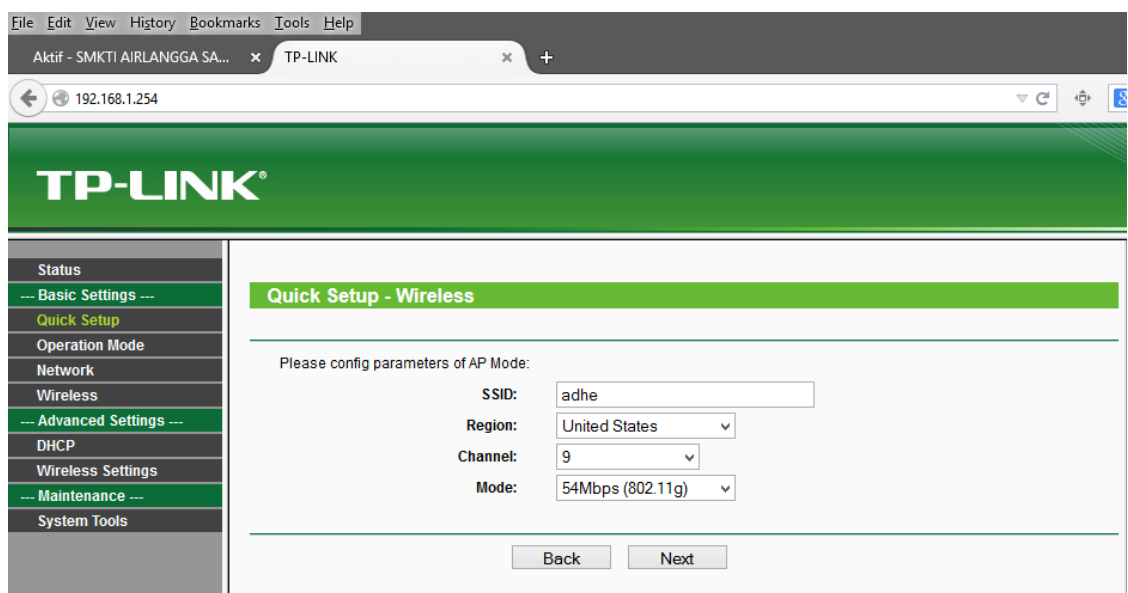 File Edit View History Bookmarks Tools Help
Aktif - SMKTI AIRLANGGA SA... × TP-LINK × +
192.168.1.254
TP-LINK®
Status
--- Basic Settings ---
Quick Setup
Operation Mode
Network
Wireless
--- Advanced Settings ---
DHCP
Wireless Settings
--- Maintenance ---
System Tools
Quick Setup - Wireless
Please config parameters of AP Mode:
SSID: adhe
Region: United States
Channel: 9
Mode: 54Mbps (802.11g)
Back Next